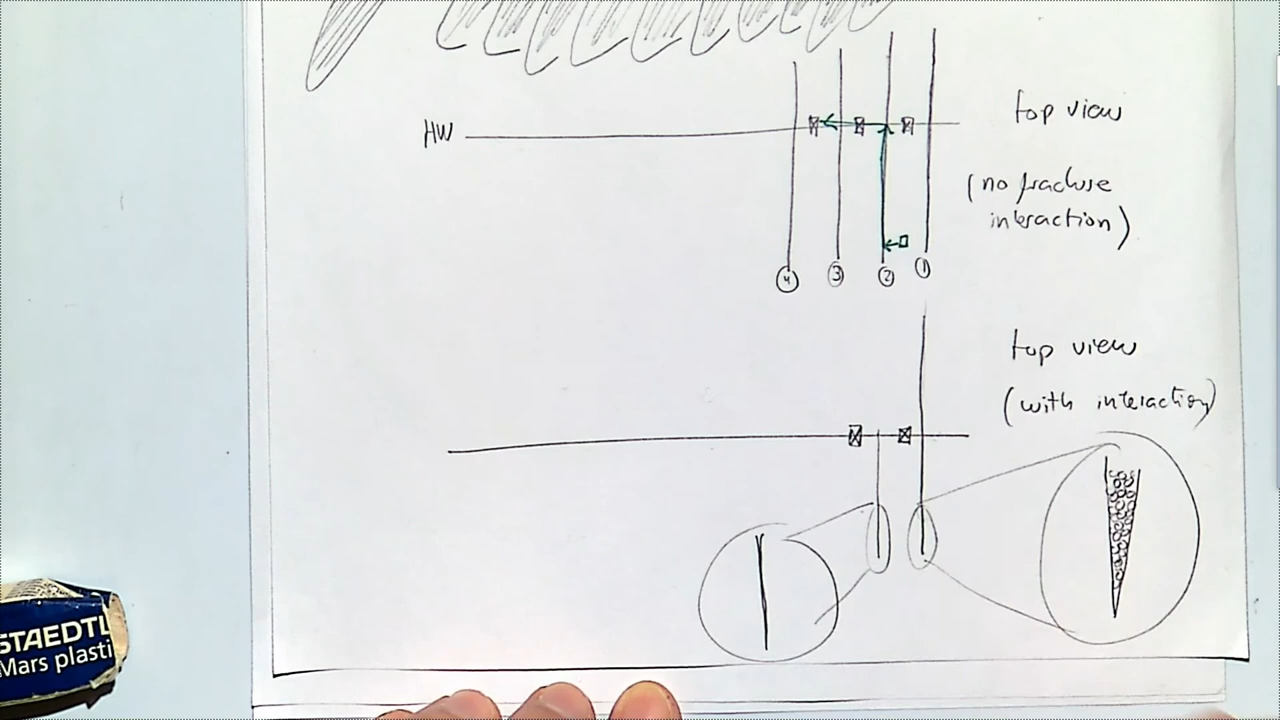 top view
HW
(no fracture
interaction)
4 3 2 1
top view
(with interaction)
STAEDTL
Mars plasti